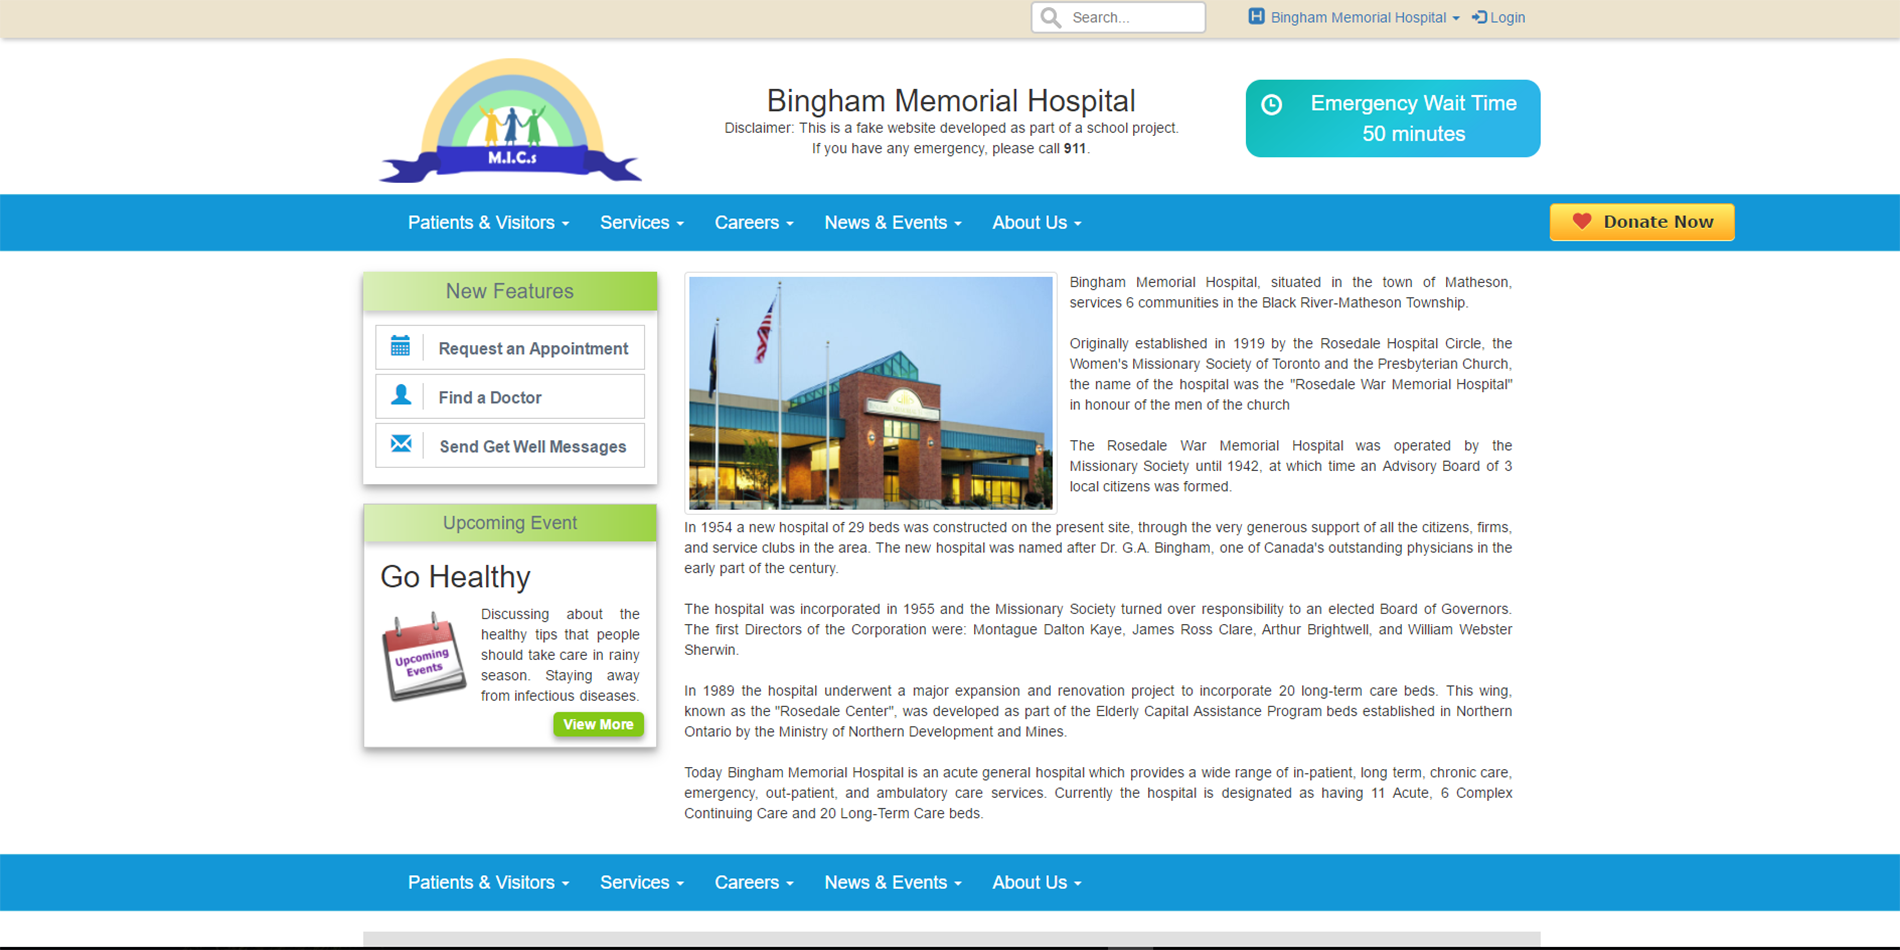 Search...
Bingham Memorial Hospital
Login
M.I.C.s
Bingham Memorial Hospital
Disclaimer: This is a fake website developed as part of a school project.
If you have any emergency, please call 911.
Emergency Wait Time
50 minutes
Patients & Visitors
Services
Careers
News & Events
About Us
Donate Now
New Features
Request an Appointment
Find a Doctor
Send Get Well Messages
Upcoming Event
Go Healthy
Upcoming
Events
Discussing about the
healthy tips that people
should take care in rainy
season. Staying away
from infectious diseases.
View More
Bingham Memorial Hospital, situated in the town of Matheson,
services 6 communities in the Black River-Matheson Township.
Originally established in 1919 by the Rosedale Hospital Circle, the
Women's Missionary Society of Toronto and the Presbyterian Church,
the name of the hospital was the "Rosedale War Memorial Hospital"
in honour of the men of the church
The Rosedale War Memorial Hospital was operated by the
Missionary Society until 1942, at which time an Advisory Board of 3
local citizens was formed.
In 1954 a new hospital of 29 beds was constructed on the present site, through the very generous support of all the citizens, firms,
and service clubs in the area. The new hospital was named after Dr. G.A. Bingham, one of Canada's outstanding physicians in the
early part of the century.
The hospital was incorporated in 1955 and the Missionary Society turned over responsibility to an elected Board of Governors.
The first Directors of the Corporation were: Montague Dalton Kaye, James Ross Clare, Arthur Brightwell, and William Webster
Sherwin.
In 1989 the hospital underwent a major expansion and renovation project to incorporate 20 long-term care beds. This wing,
known as the "Rosedale Center", was developed as part of the Elderly Capital Assistance Program beds established in Northern
Ontario by the Ministry of Northern Development and Mines.
Today Bingham Memorial Hospital is an acute general hospital which provides a wide range of in-patient, long term, chronic care,
emergency, out-patient, and ambulatory care services. Currently the hospital is designated as having 11 Acute, 6 Complex
Continuing Care and 20 Long-Term Care beds.
Patients & Visitors
Services
Careers
News & Events
About Us